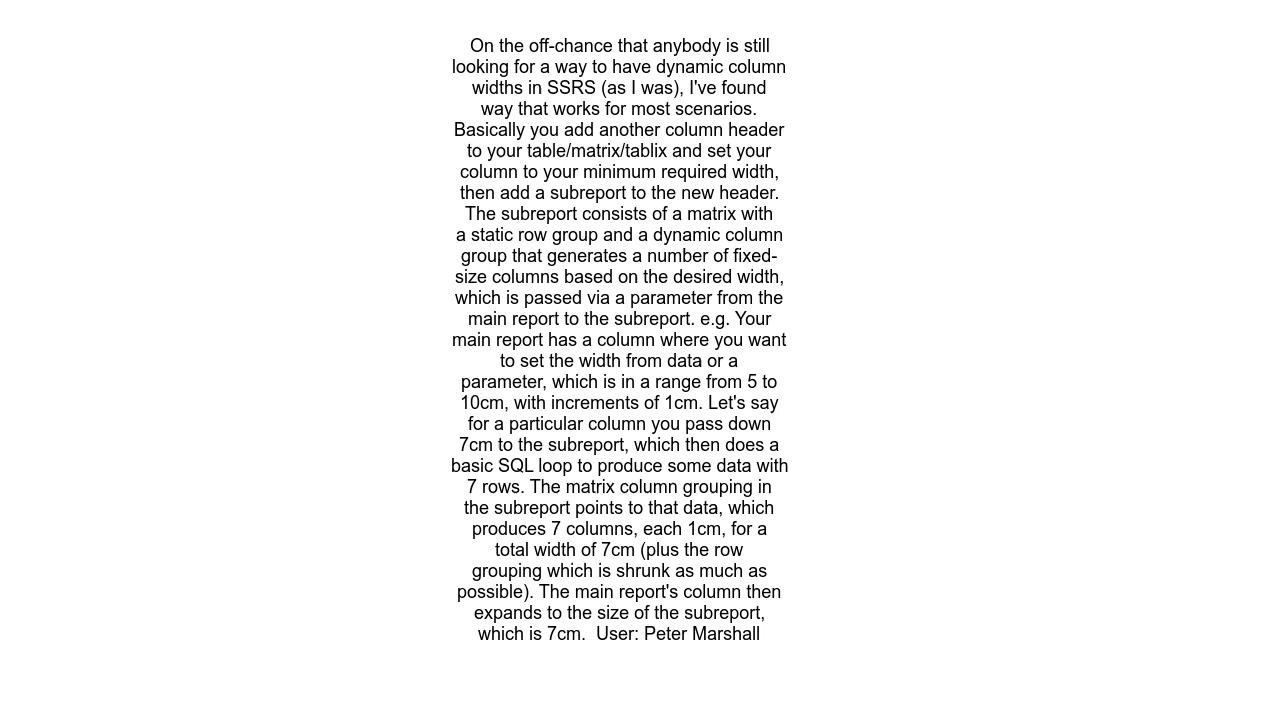 On the off-chance that anybody is still
looking for a way to have dynamic column
widths in SSRS (as I was), I've found
way that works for most scenarios.
Basically you add another column header
to your table/matrix/tablix and set your
column to your minimum required width,
then add a subreport to the new header.
The subreport consists of a matrix with
a static row group and a dynamic column
group that generates a number of fixed-
size columns based on the desired width,
which is passed via a parameter from the
main report to the subreport. e.g. Your
main report has a column where you want
to set the width from data or a
parameter, which is in a range from 5 to
10cm, with increments of 1cm. Let's say
for a particular column you pass down
7cm to the subreport, which then does a
basic SQL loop to produce some data with
7 rows. The matrix column grouping in
the subreport points to that data, which
produces 7 columns, each 1cm, for a
total width of 7cm (plus the row
grouping which is shrunk as much as
possible). The main report's column then
expands to the size of the subreport,
which is 7cm.  User: Peter Marshall